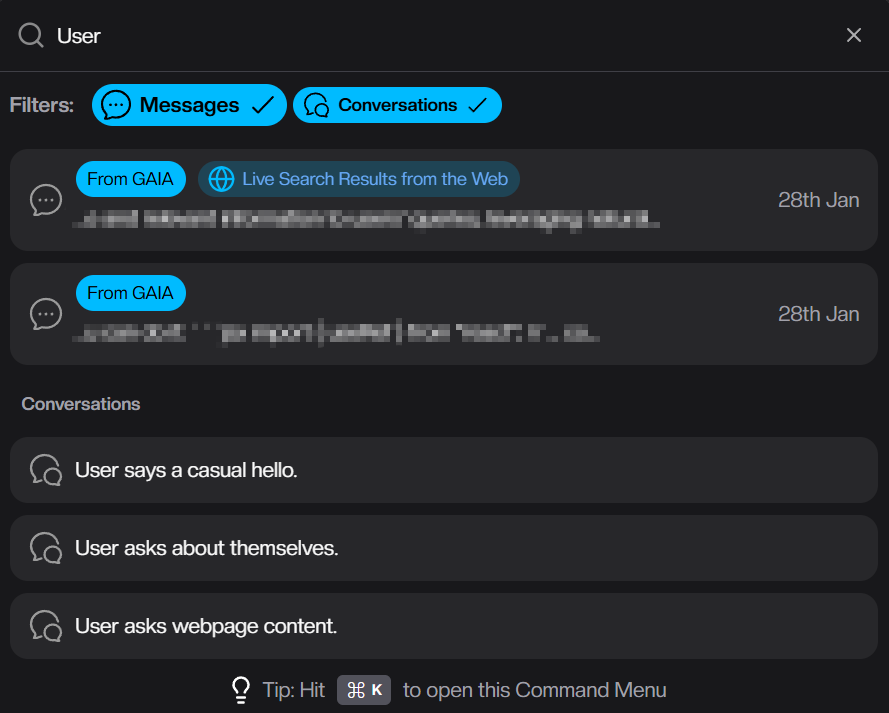 User
Filters: Messages Conversations
From GAIA Live Search Results from the Web
28th Jan
From GAIA
28th Jan
Conversations
User says a casual hello.
User asks about themselves.
User asks webpage content.
Tip: Hit ⌘ K to open this Command Menu